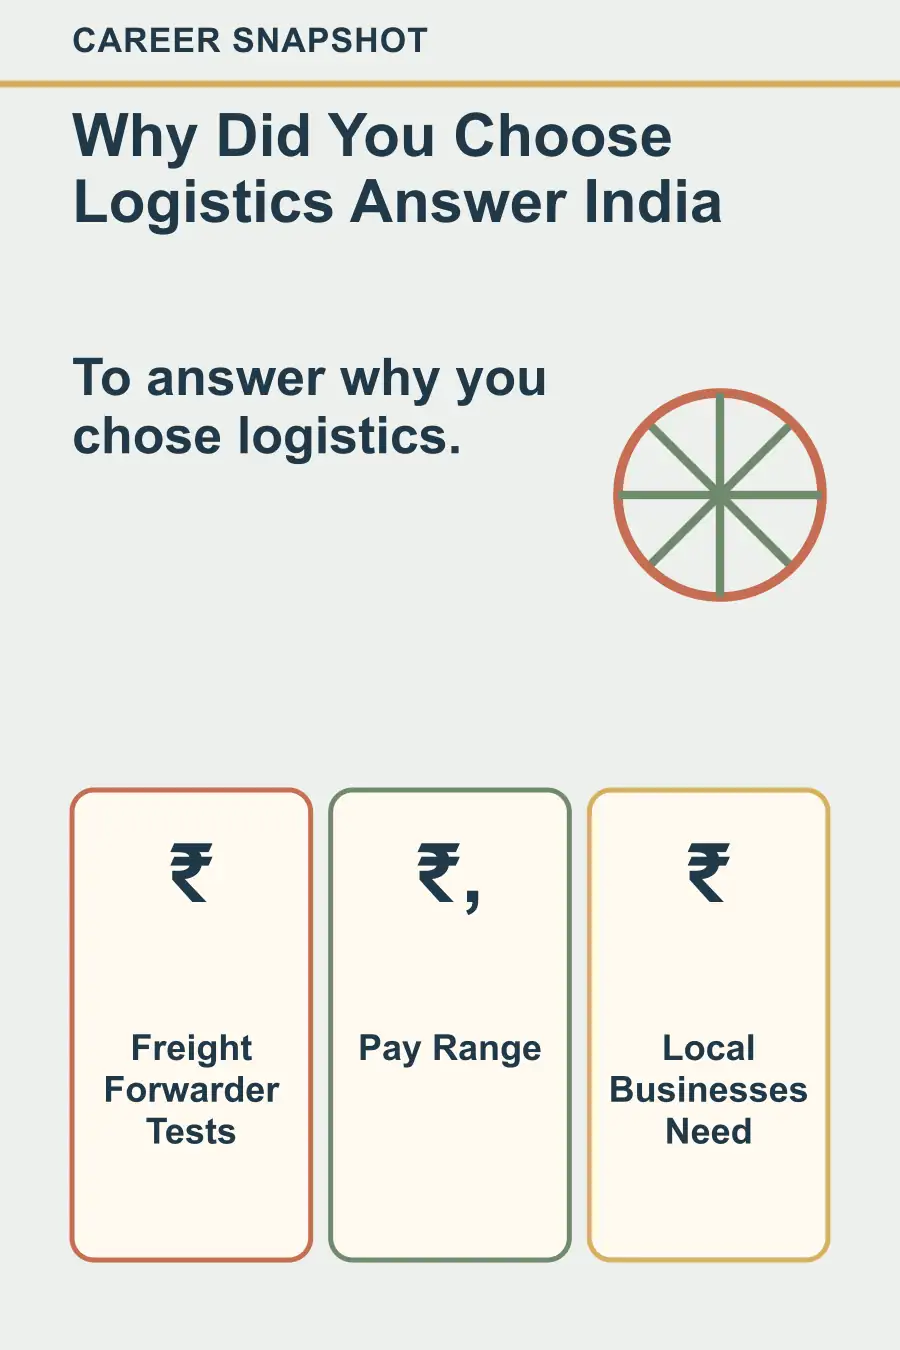 CAREER SNAPSHOT
Why Did You Choose
Logistics Answer India
To answer why you
chose logistics.
₹
Freight
Forwarder
Tests
₹,
Pay Range
₹
Local
Businesses
Need